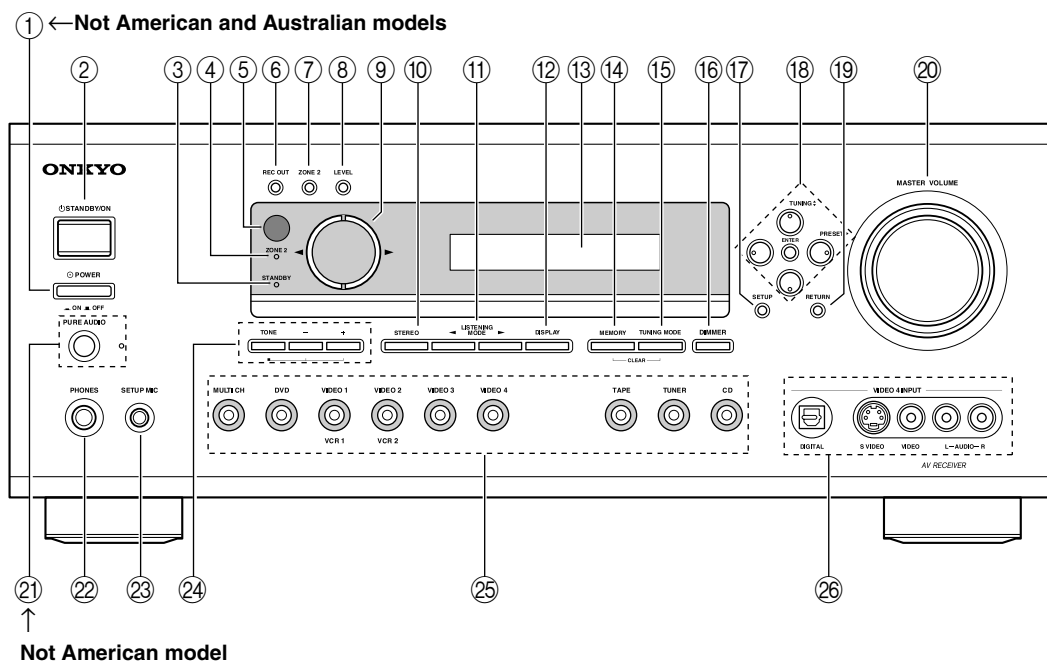 ① ←Not American and Australian models
② ③ ④ ⑤ ⑥ ⑦ ⑧ ⑨ ⑩ ⑪ ⑫ ⑬ ⑭ ⑮ ⑯ ⑰ ⑱ ⑲ ⑳
ONKYO
STANDBY/ON
POWER
ON OFF
PURE AUDIO
REC OUT ZONE 2 LEVEL
ZONE 2
STANDBY
TUNING
PRESET
ENTER
SETUP RETURN
MASTER VOLUME
TONE − +
STEREO ◄ LISTENING MODE ► DISPLAY
MEMORY TUNING MODE DIMMER
CLEAR
PHONES SETUP MIC
MULTI CH DVD VIDEO 1 VIDEO 2 VIDEO 3 VIDEO 4 TAPE TUNER CD
VCR 1 VCR 2
VIDEO 4 INPUT
DIGITAL S VIDEO VIDEO L—AUDIO—R
AV RECEIVER
㉑ ㉒ ㉓ ㉔ ㉕ ㉖
↑
Not American model